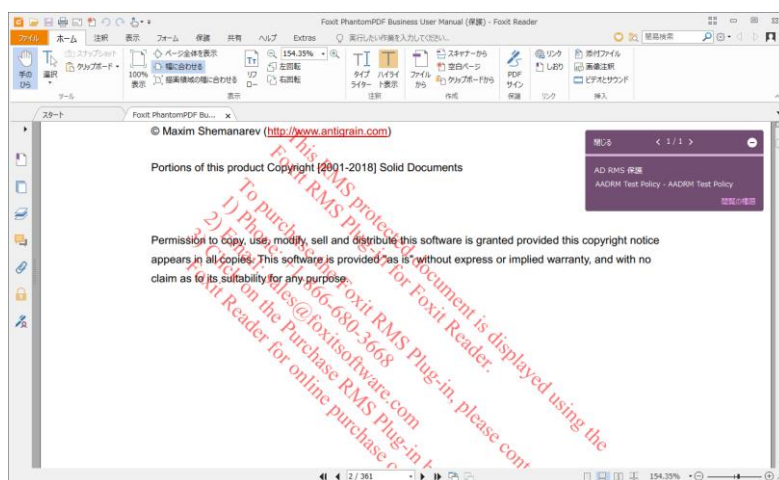 Foxit PhantomPDF Business User Manual (保護) - Foxit Reader
ファイル ホーム 注釈 表示 フォーム 保護 共有 ヘルプ Extras 実行したい作業を入力してください... 簡易検索
手のひら
選択
スナップショット
クリップボード
ツール
100% 表示
ページ全体を表示
幅に合わせる
描画領域の幅に合わせる
リフロー
154.35%
左回転
右回転
表示
タイプライター
ハイライト表示
注釈
ファイルから
スキャナーから
空白ページ
クリップボードから
作成
PDF サイン
保護
リンク
しおり
リンク
添付ファイル
画像注釈
ビデオとサウンド
挿入
スタート
Foxit PhantomPDF Bu... x
© Maxim Shemanarev (http://www.antigrain.com)
Portions of this product Copyright [2001-2018] Solid Documents
Permission to copy, use, modify, sell and distribute this software is granted provided this copyright notice
appears in all copies. This software is provided "as is" without express or implied warranty, and with no
claim as to its suitability for any purpose.
This RMS protected document is displayed using the
Foxit RMS Plug-in for Foxit Reader.
To purchase the Foxit RMS Plug-in, please cont
1) Phone: 1-866-680-3668
2) Email: sales@foxitsoftware.com
3) Click on the Purchase RMS Plug-in
Foxit Reader for online purchase
閉じる < 1 / 1 >
AD RMS 保護
AADRM Test Policy - AADRM Test Policy
閲覧の権限
2 / 361
154.35%